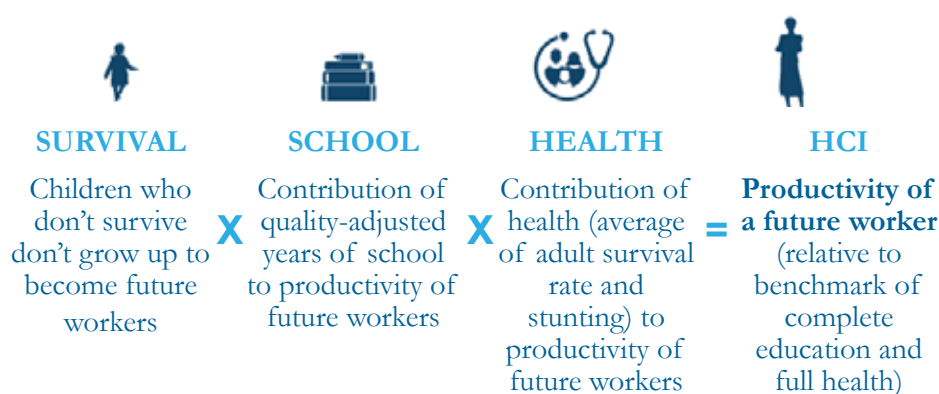 SURVIVAL
Children who
don’t survive
don’t grow up to
become future
workers
X
SCHOOL
Contribution of
quality-adjusted
years of school
to productivity of
future workers
X
HEALTH
Contribution of
health (average
of adult survival
rate and
stunting) to
productivity of
future workers
=
HCI
Productivity of
a future worker
(relative to
benchmark of
complete
education and
full health)